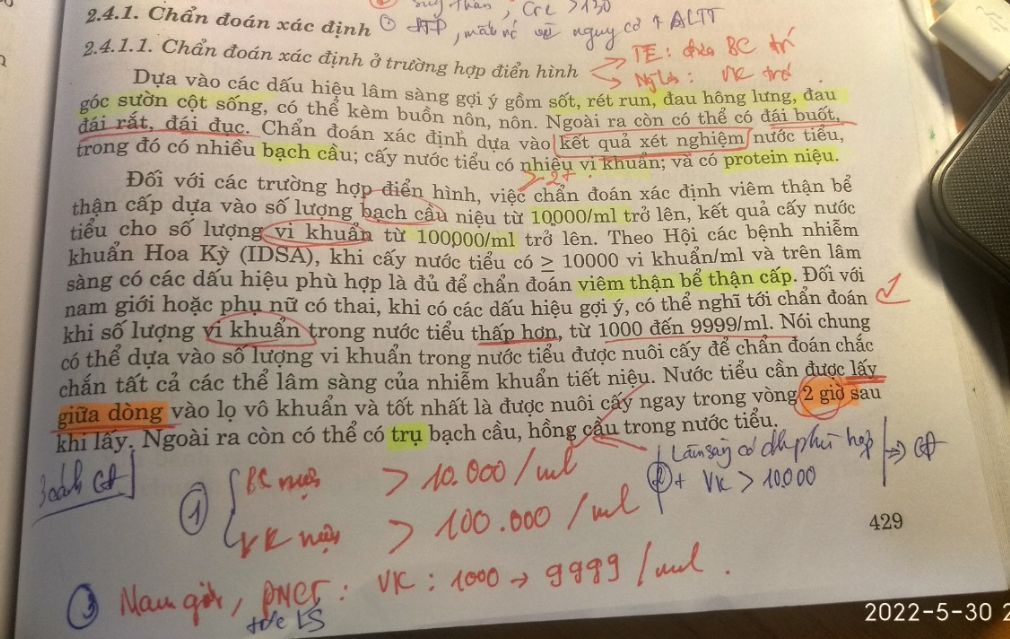 suy thận, CrC > 130
2.4.1. Chẩn đoán xác định ① , mất nc về nguy cơ ↑ ALTT
2.4.1.1. Chẩn đoán xác định ở trường hợp điển hình → TE: chưa BC trí
→ VK trở
Dựa vào các dấu hiệu lâm sàng gợi ý gồm sốt, rét run, đau hông lưng, đau
góc sườn cột sống, có thể kèm buồn nôn, nôn. Ngoài ra còn có thể có đái buốt,
đái rắt, đái đục. Chẩn đoán xác định dựa vào kết quả xét nghiệm nước tiểu,
trong đó có nhiều bạch cầu; cấy nước tiểu có nhiều vi khuẩn; và có protein niệu.
Đối với các trường hợp điển hình, việc chẩn đoán xác định viêm thận bể
thận cấp dựa vào số lượng bạch cầu niệu từ 10000/ml trở lên, kết quả cấy nước
tiểu cho số lượng vi khuẩn từ 100000/ml trở lên. Theo Hội các bệnh nhiễm
khuẩn Hoa Kỳ (IDSA), khi cấy nước tiểu có ≥ 10000 vi khuẩn/ml và trên lâm
sàng có các dấu hiệu phù hợp là đủ để chẩn đoán viêm thận bể thận cấp. Đối với
nam giới hoặc phụ nữ có thai, khi có các dấu hiệu gợi ý, có thể nghĩ tới chẩn đoán
khi số lượng vi khuẩn trong nước tiểu thấp hơn, từ 1000 đến 9999/ml. Nói chung
có thể dựa vào số lượng vi khuẩn trong nước tiểu được nuôi cấy để chẩn đoán chắc
chắn tất cả các thể lâm sàng của nhiễm khuẩn tiết niệu. Nước tiểu cần được lấy
giữa dòng vào lọ vô khuẩn và tốt nhất là được nuôi cấy ngay trong vòng 2 giờ sau
khi lấy. Ngoài ra còn có thể có trụ bạch cầu, hồng cầu trong nước tiểu.
3 cách CĐ
① BC niệu > 10.000 / ml
VK niệu > 100.000 / ml
② Lâm sàng có dh phù hợp → CĐ
+ VK > 10.000
429
③ Nam giới, PNCT : VK : 1000 → 9999 / ml .
LS
2022-5-30 2